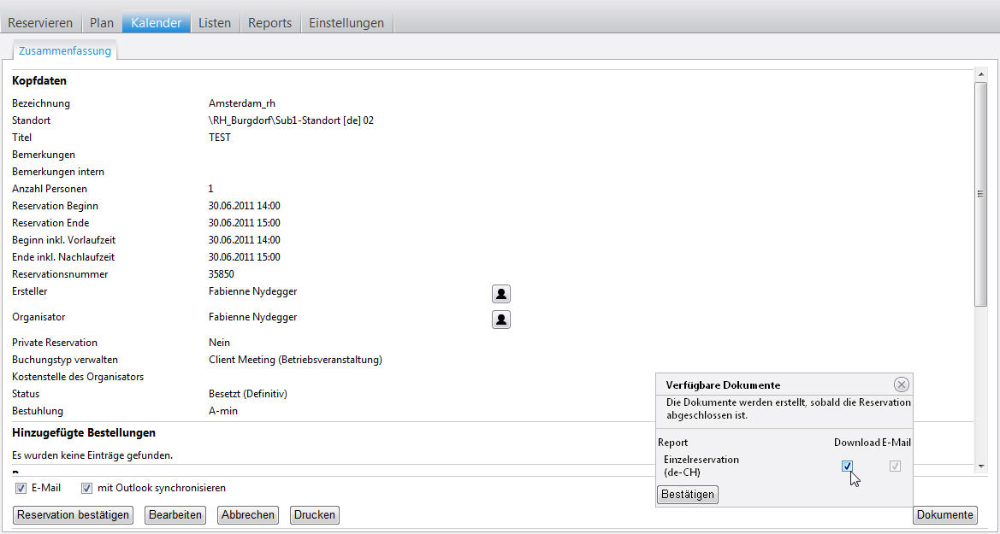 Reservieren Plan Kalender Listen Reports Einstellungen
Zusammenfassung
Kopfdaten
Bezeichnung Amsterdam_rh
Standort \RH_Burgdorf\Sub1-Standort [de] 02
Titel TEST
Bemerkungen
Bemerkungen intern
Anzahl Personen 1
Reservation Beginn 30.06.2011 14:00
Reservation Ende 30.06.2011 15:00
Beginn inkl. Vorlaufzeit 30.06.2011 14:00
Ende inkl. Nachlaufzeit 30.06.2011 15:00
Reservationsnummer 35850
Ersteller Fabienne Nydegger
Organisator Fabienne Nydegger
Private Reservation Nein
Buchungstyp verwalten Client Meeting (Betriebsveranstaltung)
Kostenstelle des Organisators
Status Besetzt (Definitiv)
Bestuhlung A-min
Hinzugefügte Bestellungen
Es wurden keine Einträge gefunden.
Verfügbare Dokumente
Die Dokumente werden erstellt, sobald die Reservation
abgeschlossen ist.
Report Download E-Mail
Einzelreservation
(de-CH)
Bestätigen
E-Mail mit Outlook synchronisieren
Reservation bestätigen Bearbeiten Abbrechen Drucken Dokumente